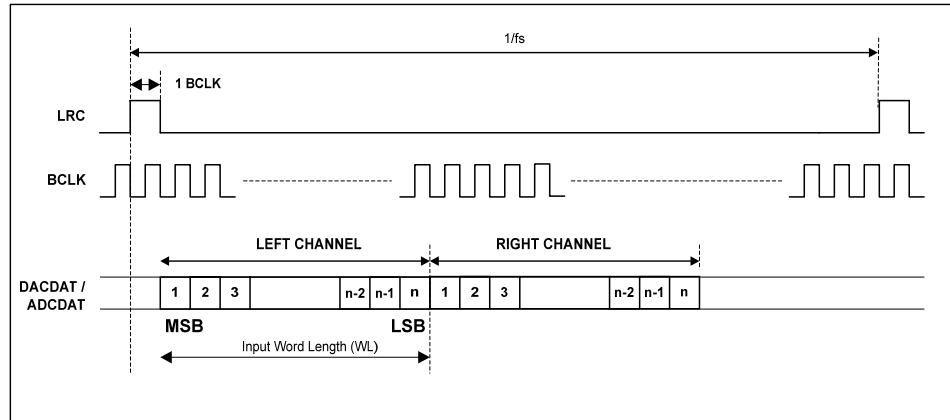 1/fs
1 BCLK
LRC
BCLK
LEFT CHANNEL RIGHT CHANNEL
DACDAT /
ADCDAT
1 2 3 n-2 n-1 n 1 2 3 n-2 n-1 n
MSB LSB
Input Word Length (WL)